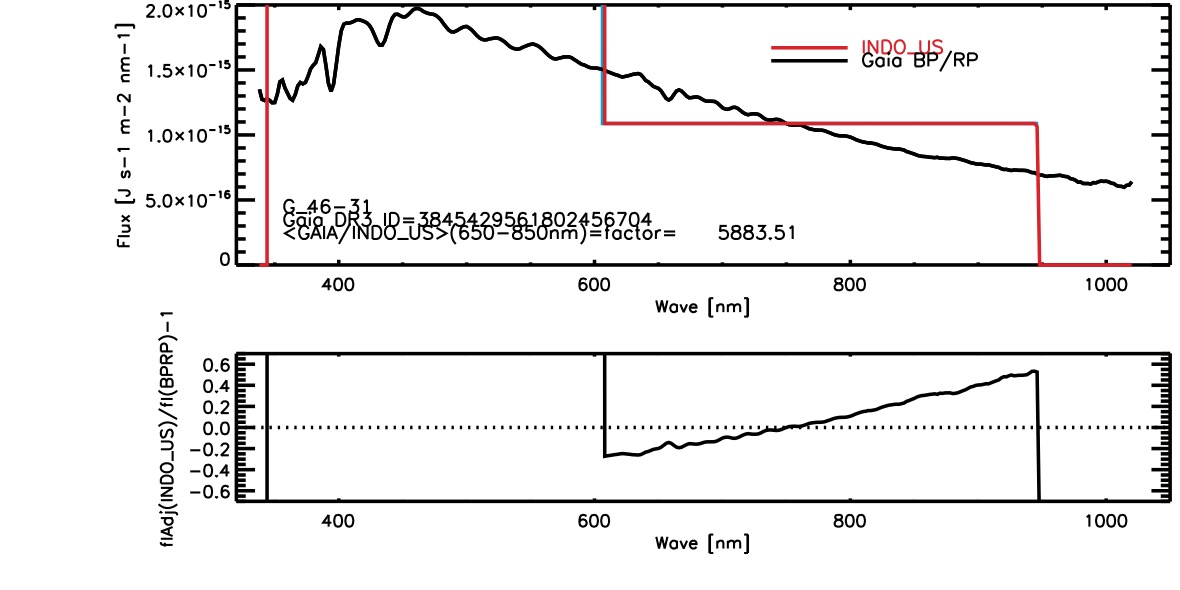 2.0×10⁻¹⁵
1.5×10⁻¹⁵
1.0×10⁻¹⁵
5.0×10⁻¹⁶
0
Flux [J s−1 m−2 nm−1]
INDO_US
Gaia BP/RP
G_46-31
Gaia DR3 ID=3845429561802456704
<GAIA/INDO_US>(650-850nm)=factor= 5883.51
400 600 800 1000
Wave [nm]
0.6
0.4
0.2
0.0
−0.2
−0.4
−0.6
flAdj(INDO_US)/fl(BPRP)−1
400 600 800 1000
Wave [nm]